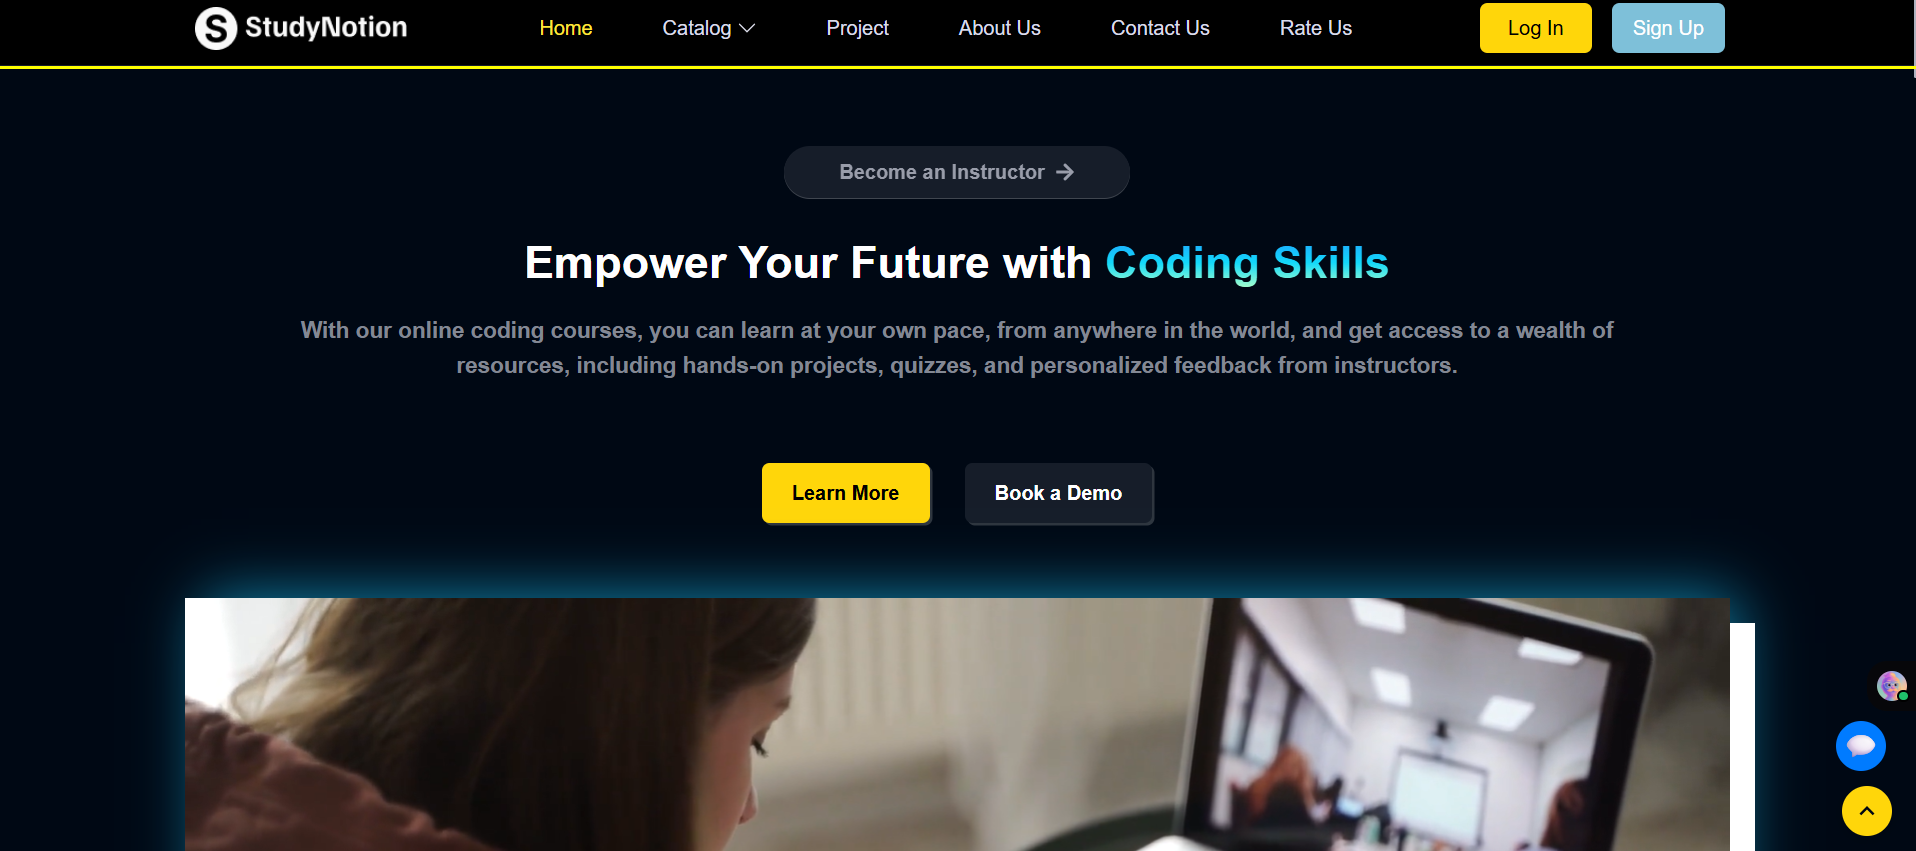 StudyNotion
Home
Catalog
Project
About Us
Contact Us
Rate Us
Log In
Sign Up
Become an Instructor
Empower Your Future with Coding Skills
With our online coding courses, you can learn at your own pace, from anywhere in the world, and get access to a wealth of
resources, including hands-on projects, quizzes, and personalized feedback from instructors.
Learn More
Book a Demo